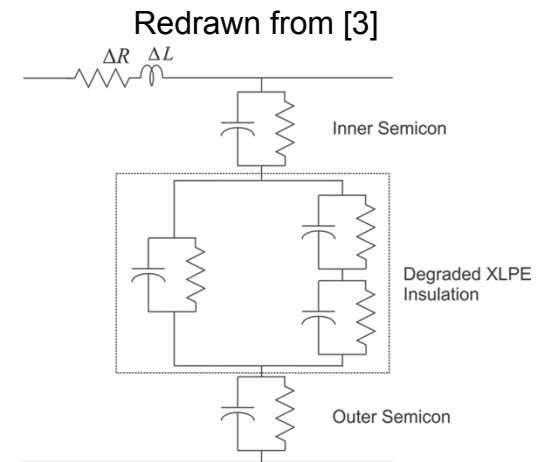 Redrawn from [3]
ΔR ΔL
Inner Semicon
Degraded XLPE
Insulation
Outer Semicon